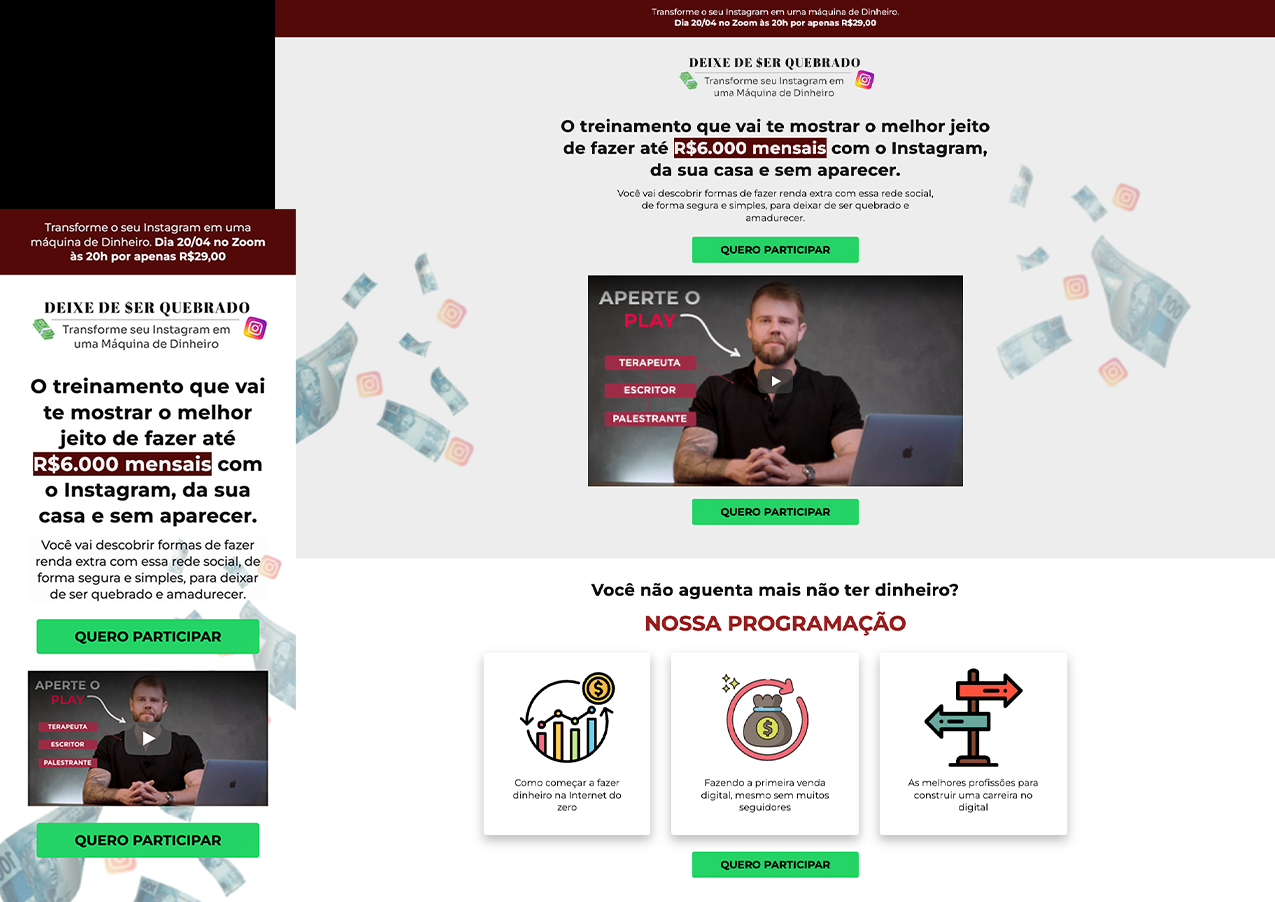 Transforme o seu Instagram em uma máquina de Dinheiro.
Dia 20/04 no Zoom às 20h por apenas R$29,00
DEIXE DE $ER QUEBRADO
Transforme seu Instagram em
uma Máquina de Dinheiro
O treinamento que vai te mostrar o melhor jeito
de fazer até R$6.000 mensais com o Instagram,
da sua casa e sem aparecer.
Você vai descobrir formas de fazer renda extra com essa rede social,
de forma segura e simples, para deixar de ser quebrado e
amadurecer.
QUERO PARTICIPAR
APERTE O
PLAY
TERAPEUTA
ESCRITOR
PALESTRANTE
QUERO PARTICIPAR
Você não aguenta mais não ter dinheiro?
NOSSA PROGRAMAÇÃO
Como começar a fazer
dinheiro na Internet do
zero
Fazendo a primeira venda
digital, mesmo sem muitos
seguidores
As melhores profissões para
construir uma carreira no
digital
QUERO PARTICIPAR
Transforme o seu Instagram em uma
máquina de Dinheiro. Dia 20/04 no Zoom
às 20h por apenas R$29,00
DEIXE DE $ER QUEBRADO
Transforme seu Instagram em
uma Máquina de Dinheiro
O treinamento que vai
te mostrar o melhor
jeito de fazer até
R$6.000 mensais com
o Instagram, da sua
casa e sem aparecer.
Você vai descobrir formas de fazer
renda extra com essa rede social, de
forma segura e simples, para deixar
de ser quebrado e amadurecer.
QUERO PARTICIPAR
APERTE O
PLAY
TERAPEUTA
ESCRITOR
PALESTRANTE
QUERO PARTICIPAR